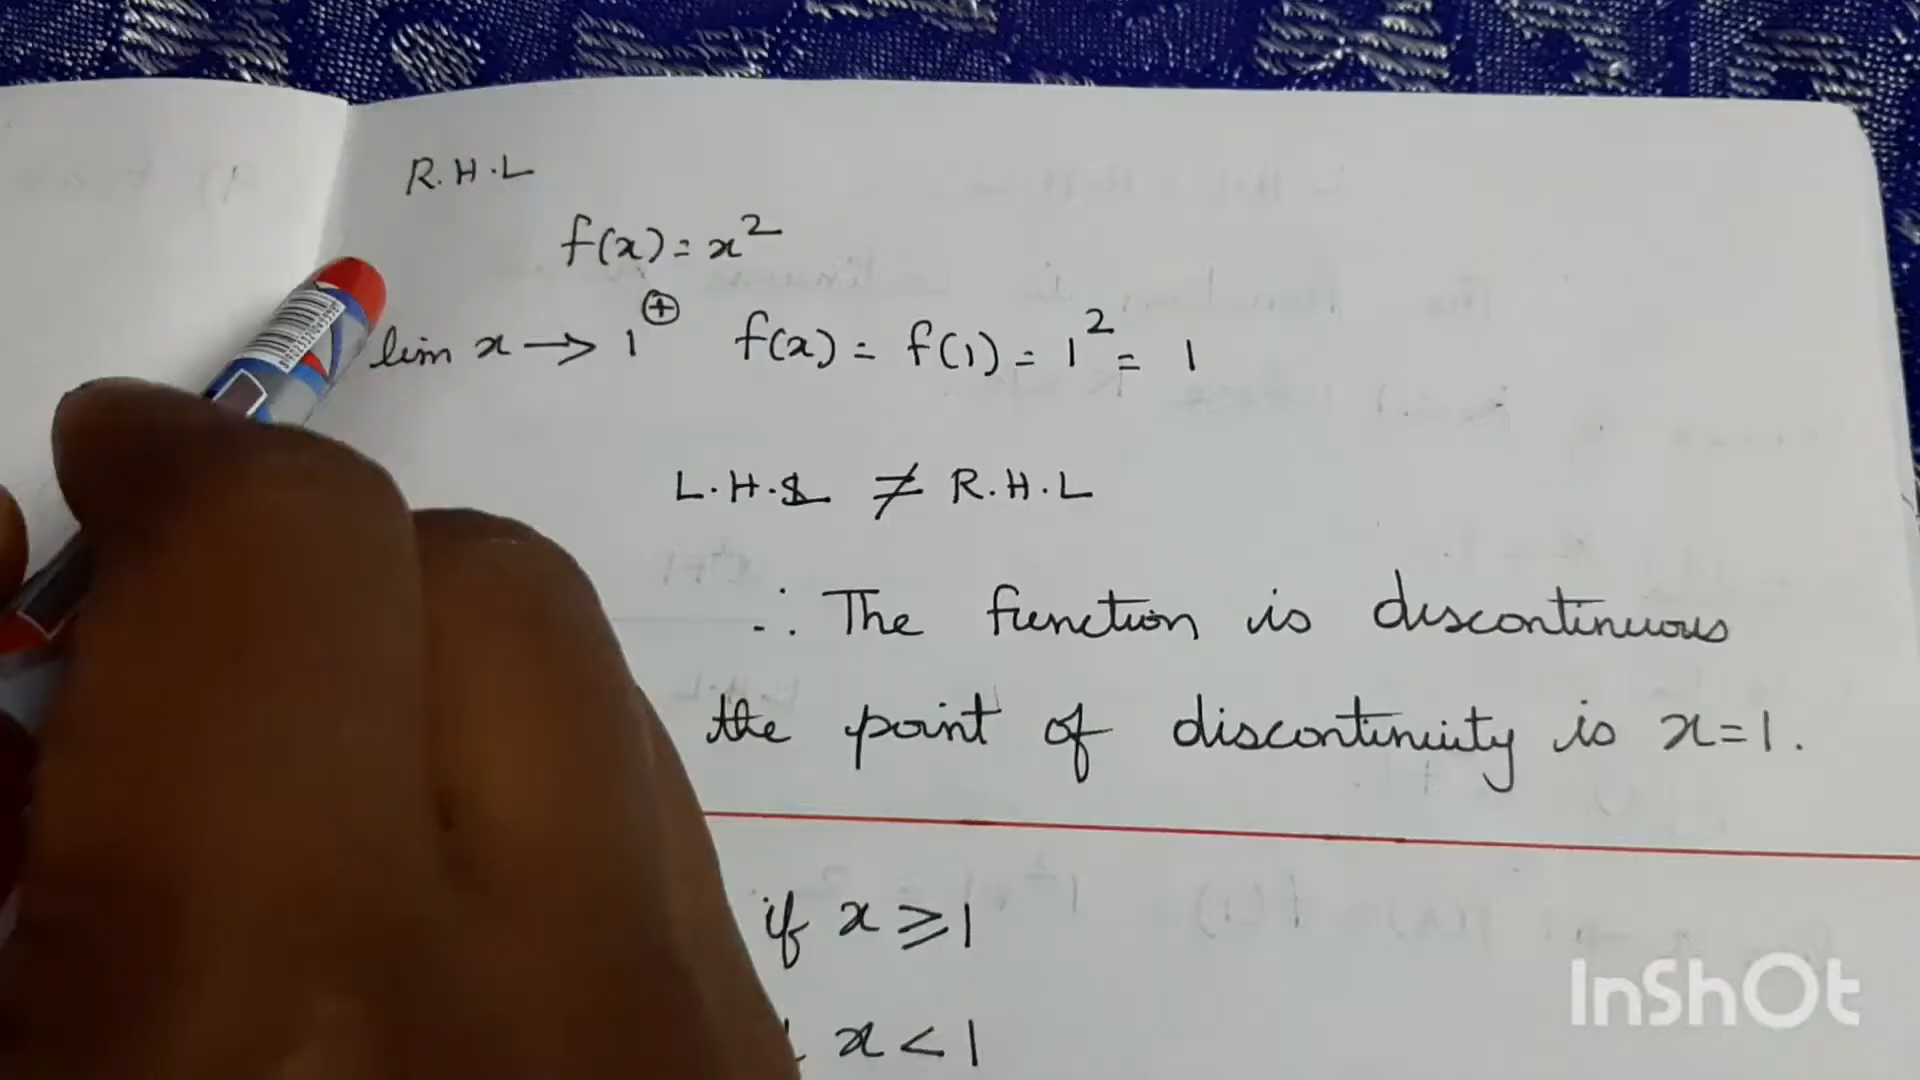 R.H.L
f(x) = x²
lim x → 1⊕ f(x) = f(1) = 1² = 1
L.H.L ≠ R.H.L
∴ The function is discontinuous
the point of discontinuity is x=1.
if x ≥ 1
x < 1
InShOt